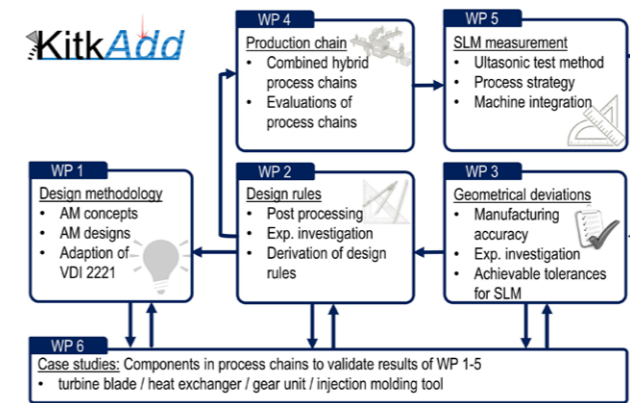 KitkAdd
WP 4
Production chain
• Combined hybrid
process chains
• Evaluations of
process chains
WP 5
SLM measurement
• Ultasonic test method
• Process strategy
• Machine integration
WP 1
Design methodology
• AM concepts
• AM designs
• Adaption of
VDI 2221
WP 2
Design rules
• Post processing
• Exp. investigation
• Derivation of design
rules
WP 3
Geometrical deviations
• Manufacturing
accuracy
• Exp. investigation
• Achievable tolerances
for SLM
WP 6
Case studies: Components in process chains to validate results of WP 1-5
• turbine blade / heat exchanger / gear unit / injection molding tool